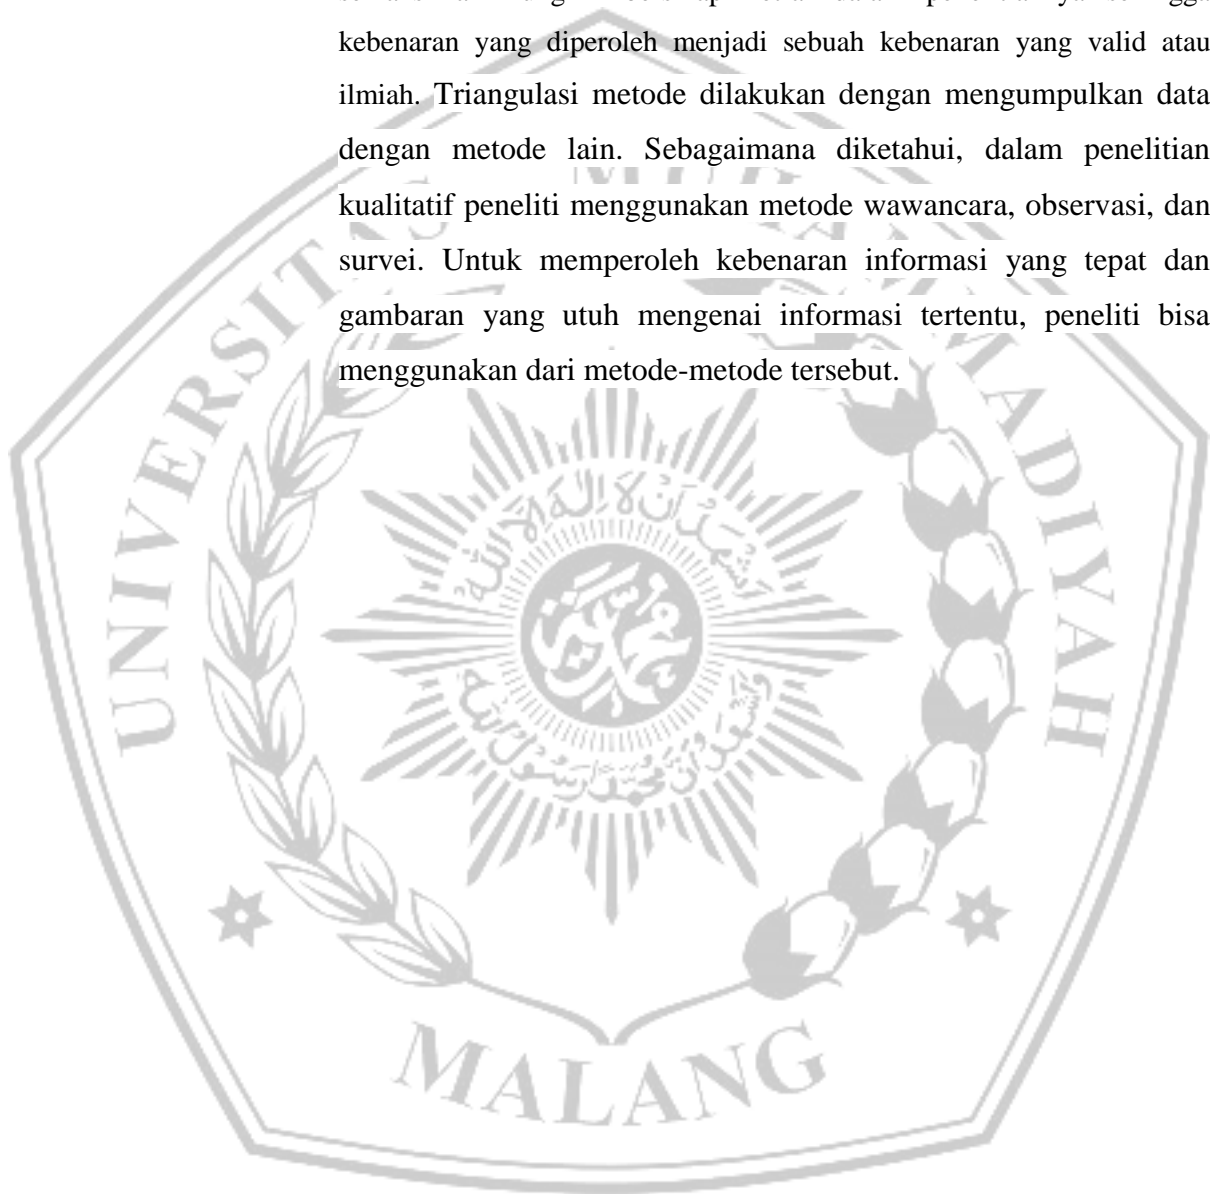 kebenaran yang diperoleh menjadi sebuah kebenaran yang valid atau
ilmiah. Triangulasi metode dilakukan dengan mengumpulkan data
dengan metode lain. Sebagaimana diketahui, dalam penelitian
kualitatif peneliti menggunakan metode wawancara, observasi, dan
survei. Untuk memperoleh kebenaran informasi yang tepat dan
gambaran yang utuh mengenai informasi tertentu, peneliti bisa
menggunakan dari metode-metode tersebut.
UNIVERSITAS MUHAMMADIYAH
MALANG